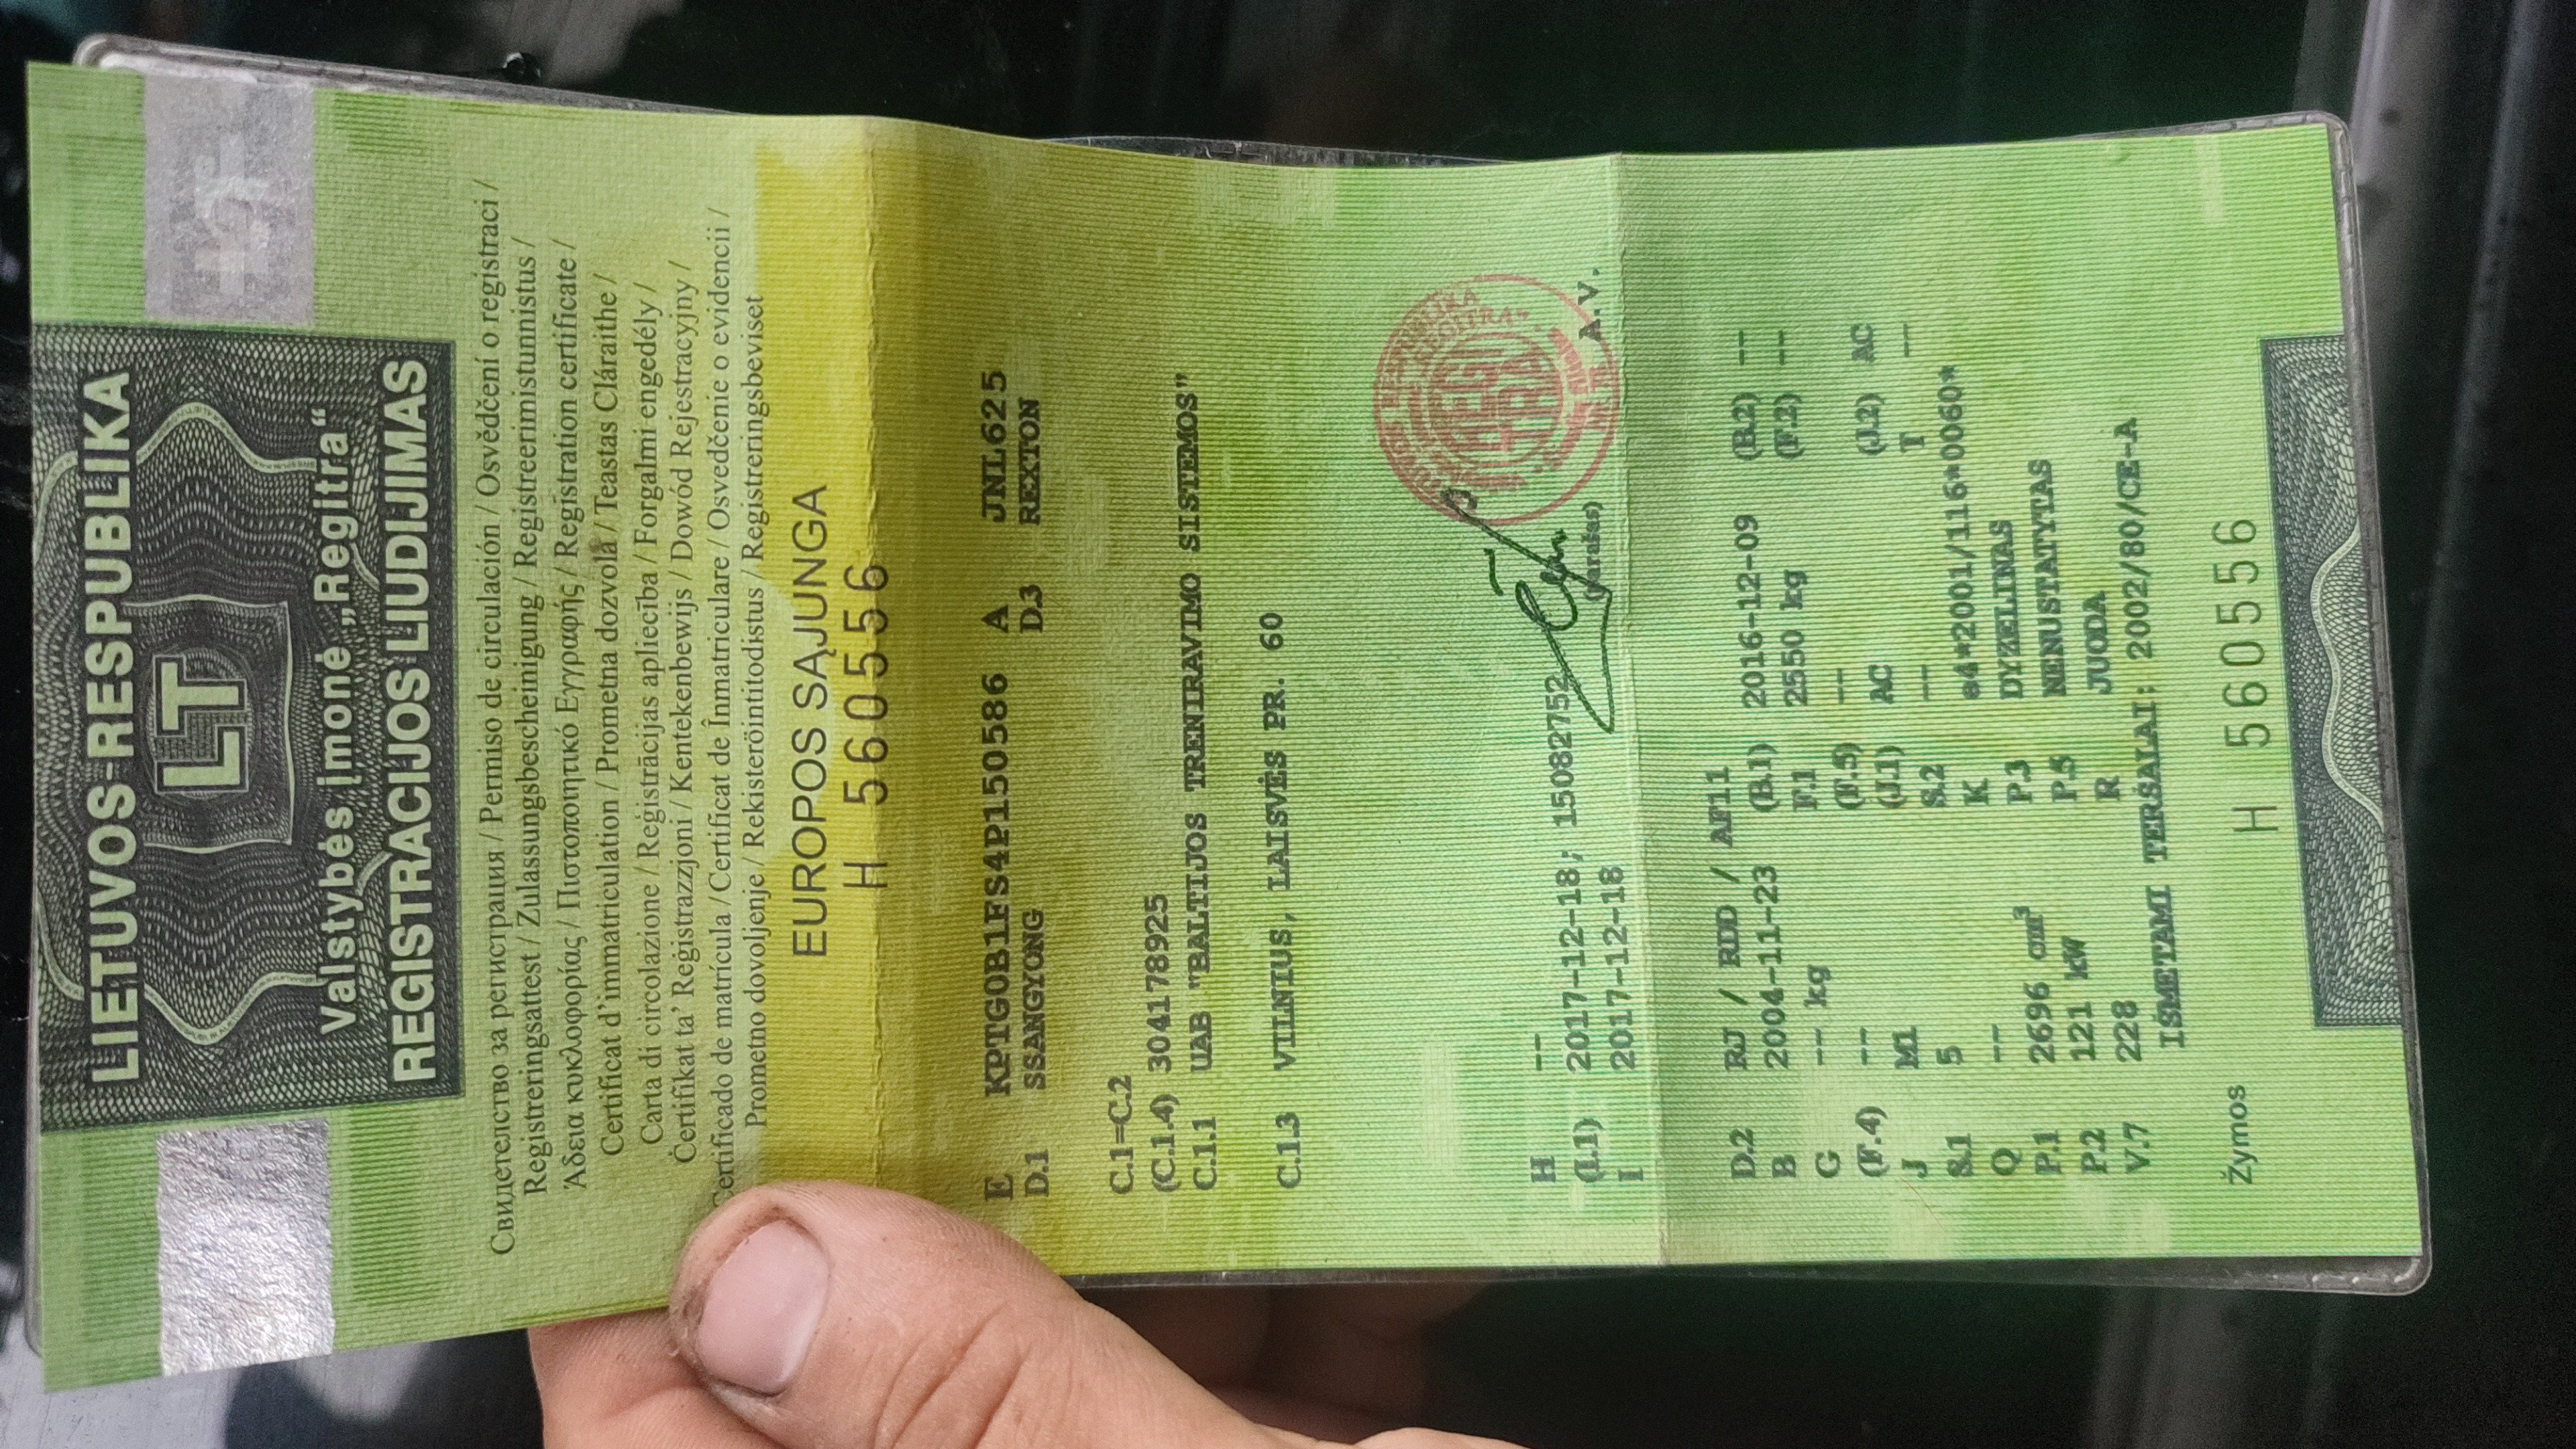 LIETUVOS RESPUBLIKA
LT
Valstybės įmonė „Regitra“
REGISTRACIJOS LIUDIJIMAS
Свидетелство за регистрация / Permiso de circulación / Osvědčení o registraci /
Registreringsattest / Zulassungsbescheinigung / Registreerimistunnistus /
Άδεια κυκλοφορίας / Πιστοποιητικό Εγγραφής / Registration certificate /
Certificat d'immatriculation / Prometna dozvola / Teastas Cláraithe /
Carta di circolazione / Reģistrācijas apliecība / Forgalmi engedély /
Ċertifikat ta' Reġistrazzjoni / Kentekenbewijs / Dowód Rejestracyjny /
Certificado de matrícula / Certificat de Înmatriculare / Osvedčenie o evidencii /
Prometno dovoljenje / Rekisteröintitodistus / Registreringsbeviset
EUROPOS SĄJUNGA
H 5605556
E KPTG0B1FS4P150586 A JNL625
D.1 SSANGYONG D.3 REXTON
C.1=C.2
(C.1.4) 304178925
C.1.1 UAB "BALTIJOS TRENIRAVIMO SISTEMOS"
C.1.3 VILNIUS, LAISVĖS PR. 60
H --
(I.1) 2017-12-18; 15082752
I 2017-12-18
(parašas) A.V.
REGITRA
D.2 RJ / RDD / AF11
B 2004-11-23 (B.1) 2016-12-09 (B.2) --
G -- kg F.1 2550 kg (F.2) --
(F.4) -- (F.5) --
J M1 (J.1) AC (J.2) AC
S.1 5 S.2 -- T --
Q -- K e4*2001/116*0060*
P.1 2696 cm³ P.3 DYZELINAS
P.2 121 kW P.5 NENUSTATYTAS
V.7 228 R JUODA
IŠMETAMI TERŠALAI: 2002/80/CE-A
Žymos H 5605556